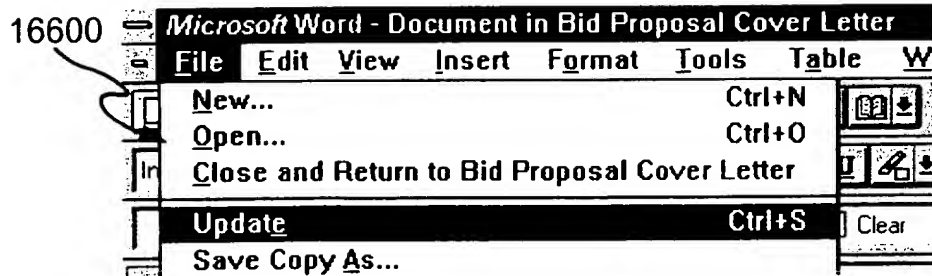 16600
Microsoft Word - Document in Bid Proposal Cover Letter
File Edit View Insert Format Tools Table W
New... Ctrl+N
Open... Ctrl+O
Close and Return to Bid Proposal Cover Letter
In U
Update Ctrl+S Clear
Save Copy As...